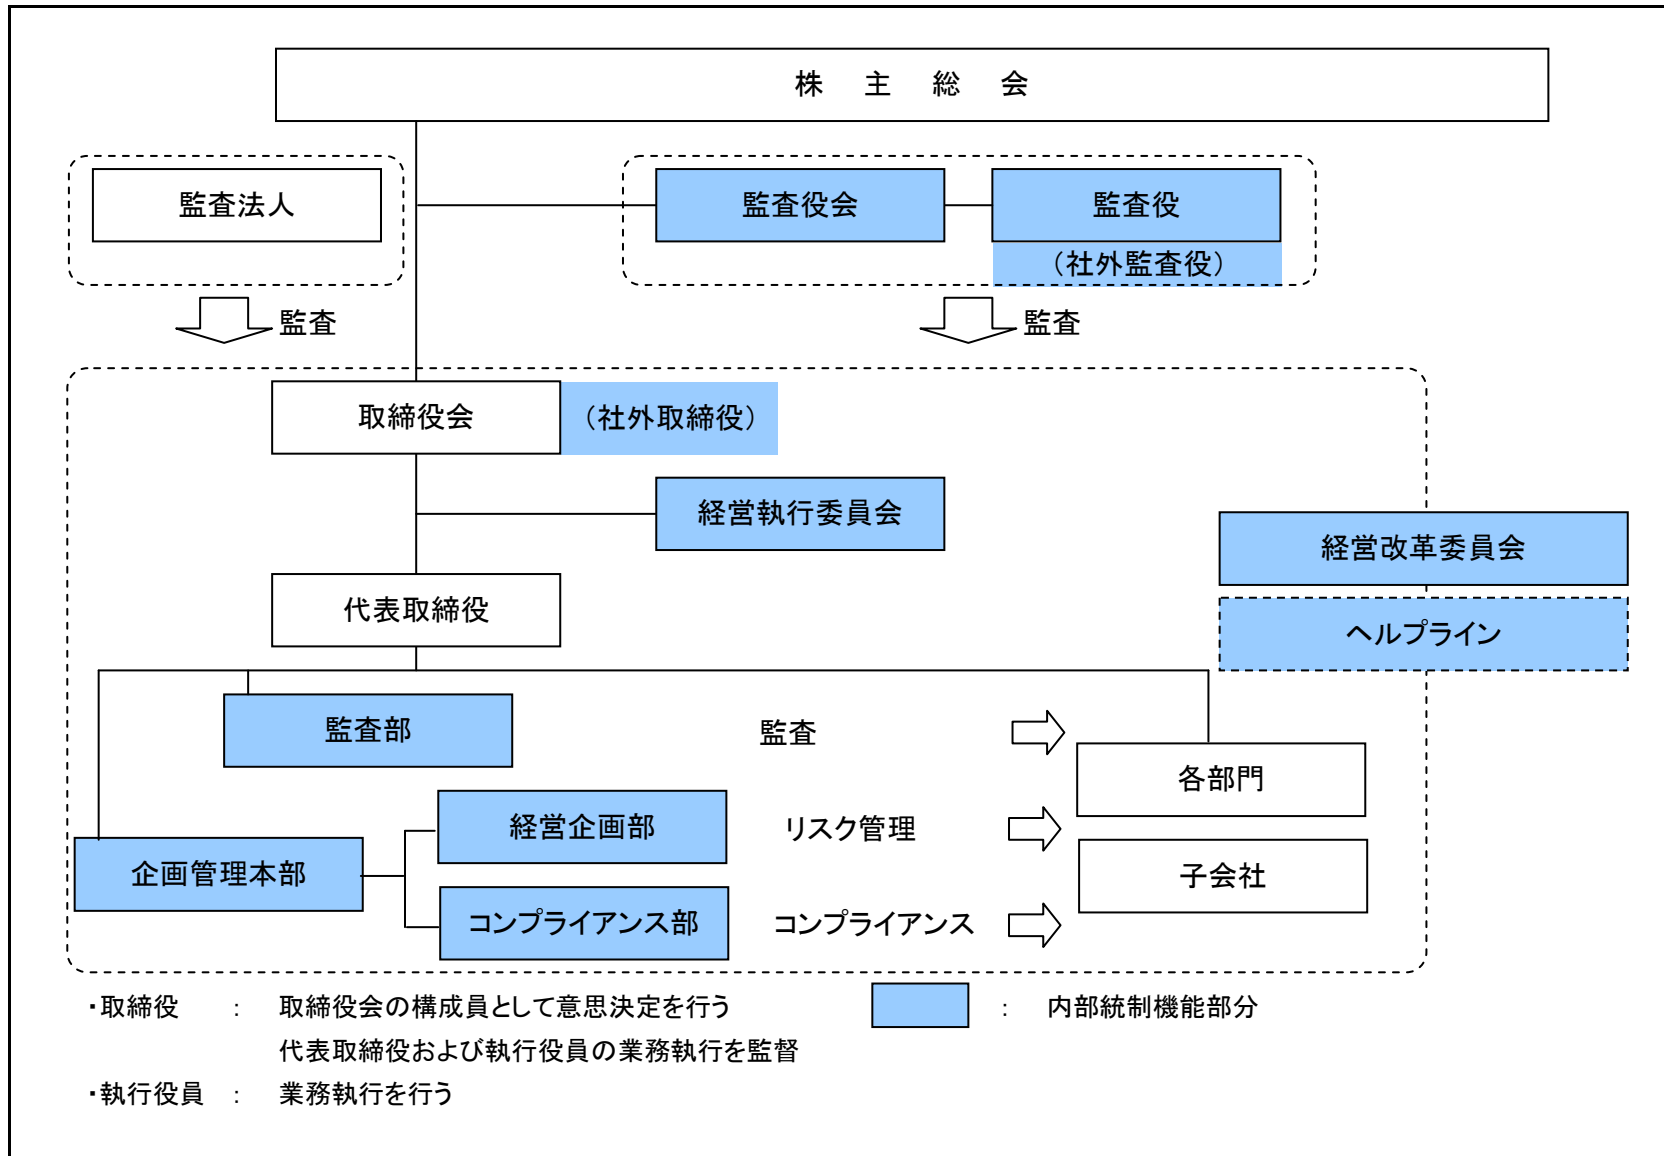 株 主 総 会
監査法人
監査役会
監査役
（社外監査役）
監査
監査
取締役会
（社外取締役）
経営執行委員会
経営改革委員会
代表取締役
ヘルプライン
監査部
監査
各部門
経営企画部
リスク管理
企画管理本部
子会社
コンプライアンス部
コンプライアンス
・取締役 ： 取締役会の構成員として意思決定を行う
： 内部統制機能部分
代表取締役および執行役員の業務執行を監督
・執行役員 ： 業務執行を行う